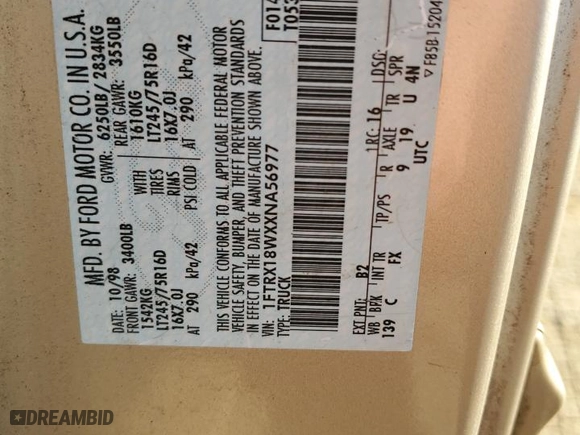 MFD. BY FORD MOTOR CO. IN U.S.A.
DATE: 10/98 GVWR: 6250LB/ 2834KG
FRONT GAWR: 3400LB REAR GAWR: 3550LB
1542KG 1610KG
LT245/75R16D WITH TIRES LT245/75R16D
16X7.0J RIMS 16X7.0J
AT 290 kPa/42 PSI COLD AT 290 kPa/42
THIS VEHICLE CONFORMS TO ALL APPLICABLE FEDERAL MOTOR
VEHICLE SAFETY, BUMPER, AND THEFT PREVENTION STANDARDS
IN EFFECT ON THE DATE OF MANUFACTURE SHOWN ABOVE.
VIN: 1FTRX18WXXNA56977
TYPE: TRUCK
F014
T053
EXT PNT: B2 RC: 16 DSO:
WB BRK INT TR TP/PS R AXLE TR SPR
139 C FX 9 19 U 4N
UTC ▽ F85B-15204
DREAMBID